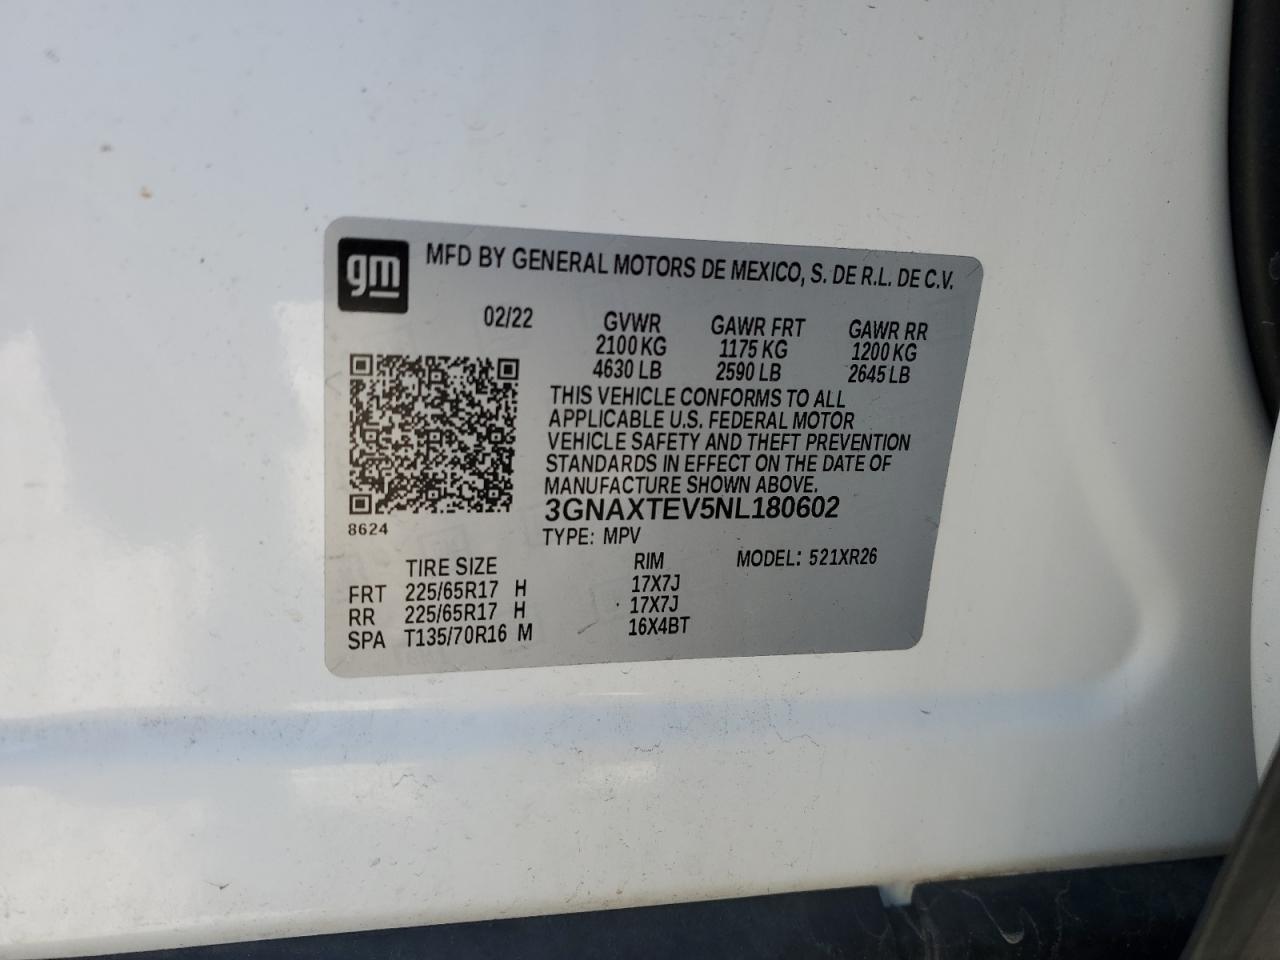 gm
MFD BY GENERAL MOTORS DE MEXICO, S. DE R.L. DE C.V.
02/22 GVWR GAWR FRT GAWR RR
2100 KG 1175 KG 1200 KG
4630 LB 2590 LB 2645 LB
THIS VEHICLE CONFORMS TO ALL
APPLICABLE U.S. FEDERAL MOTOR
VEHICLE SAFETY AND THEFT PREVENTION
STANDARDS IN EFFECT ON THE DATE OF
MANUFACTURE SHOWN ABOVE.
3GNAXTEV5NL180602
8624
TYPE: MPV
TIRE SIZE RIM MODEL: 521XR26
FRT 225/65R17 H 17X7J
RR 225/65R17 H 17X7J
SPA T135/70R16 M 16X4BT